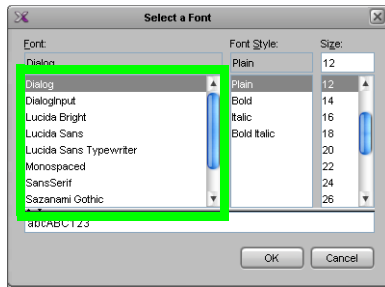 Select a Font
Font: Font Style: Size:
Dialog Plain 12
Dialog Plain 12
DialogInput Bold 14
Lucida Bright Italic 16
Lucida Sans Bold Italic 18
Lucida Sans Typewriter 20
Monospaced 22
SansSerif 24
Sazanami Gothic 26
abcABC123
OK Cancel